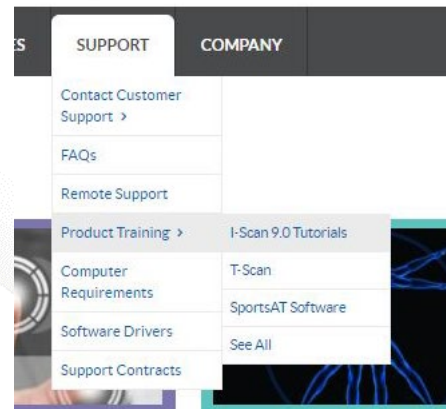 ES SUPPORT COMPANY
Contact Customer
Support >
FAQs
Remote Support
Product Training > I-Scan 9.0 Tutorials
Computer
Requirements
T-Scan
SportsAT Software
Software Drivers
See All
Support Contracts